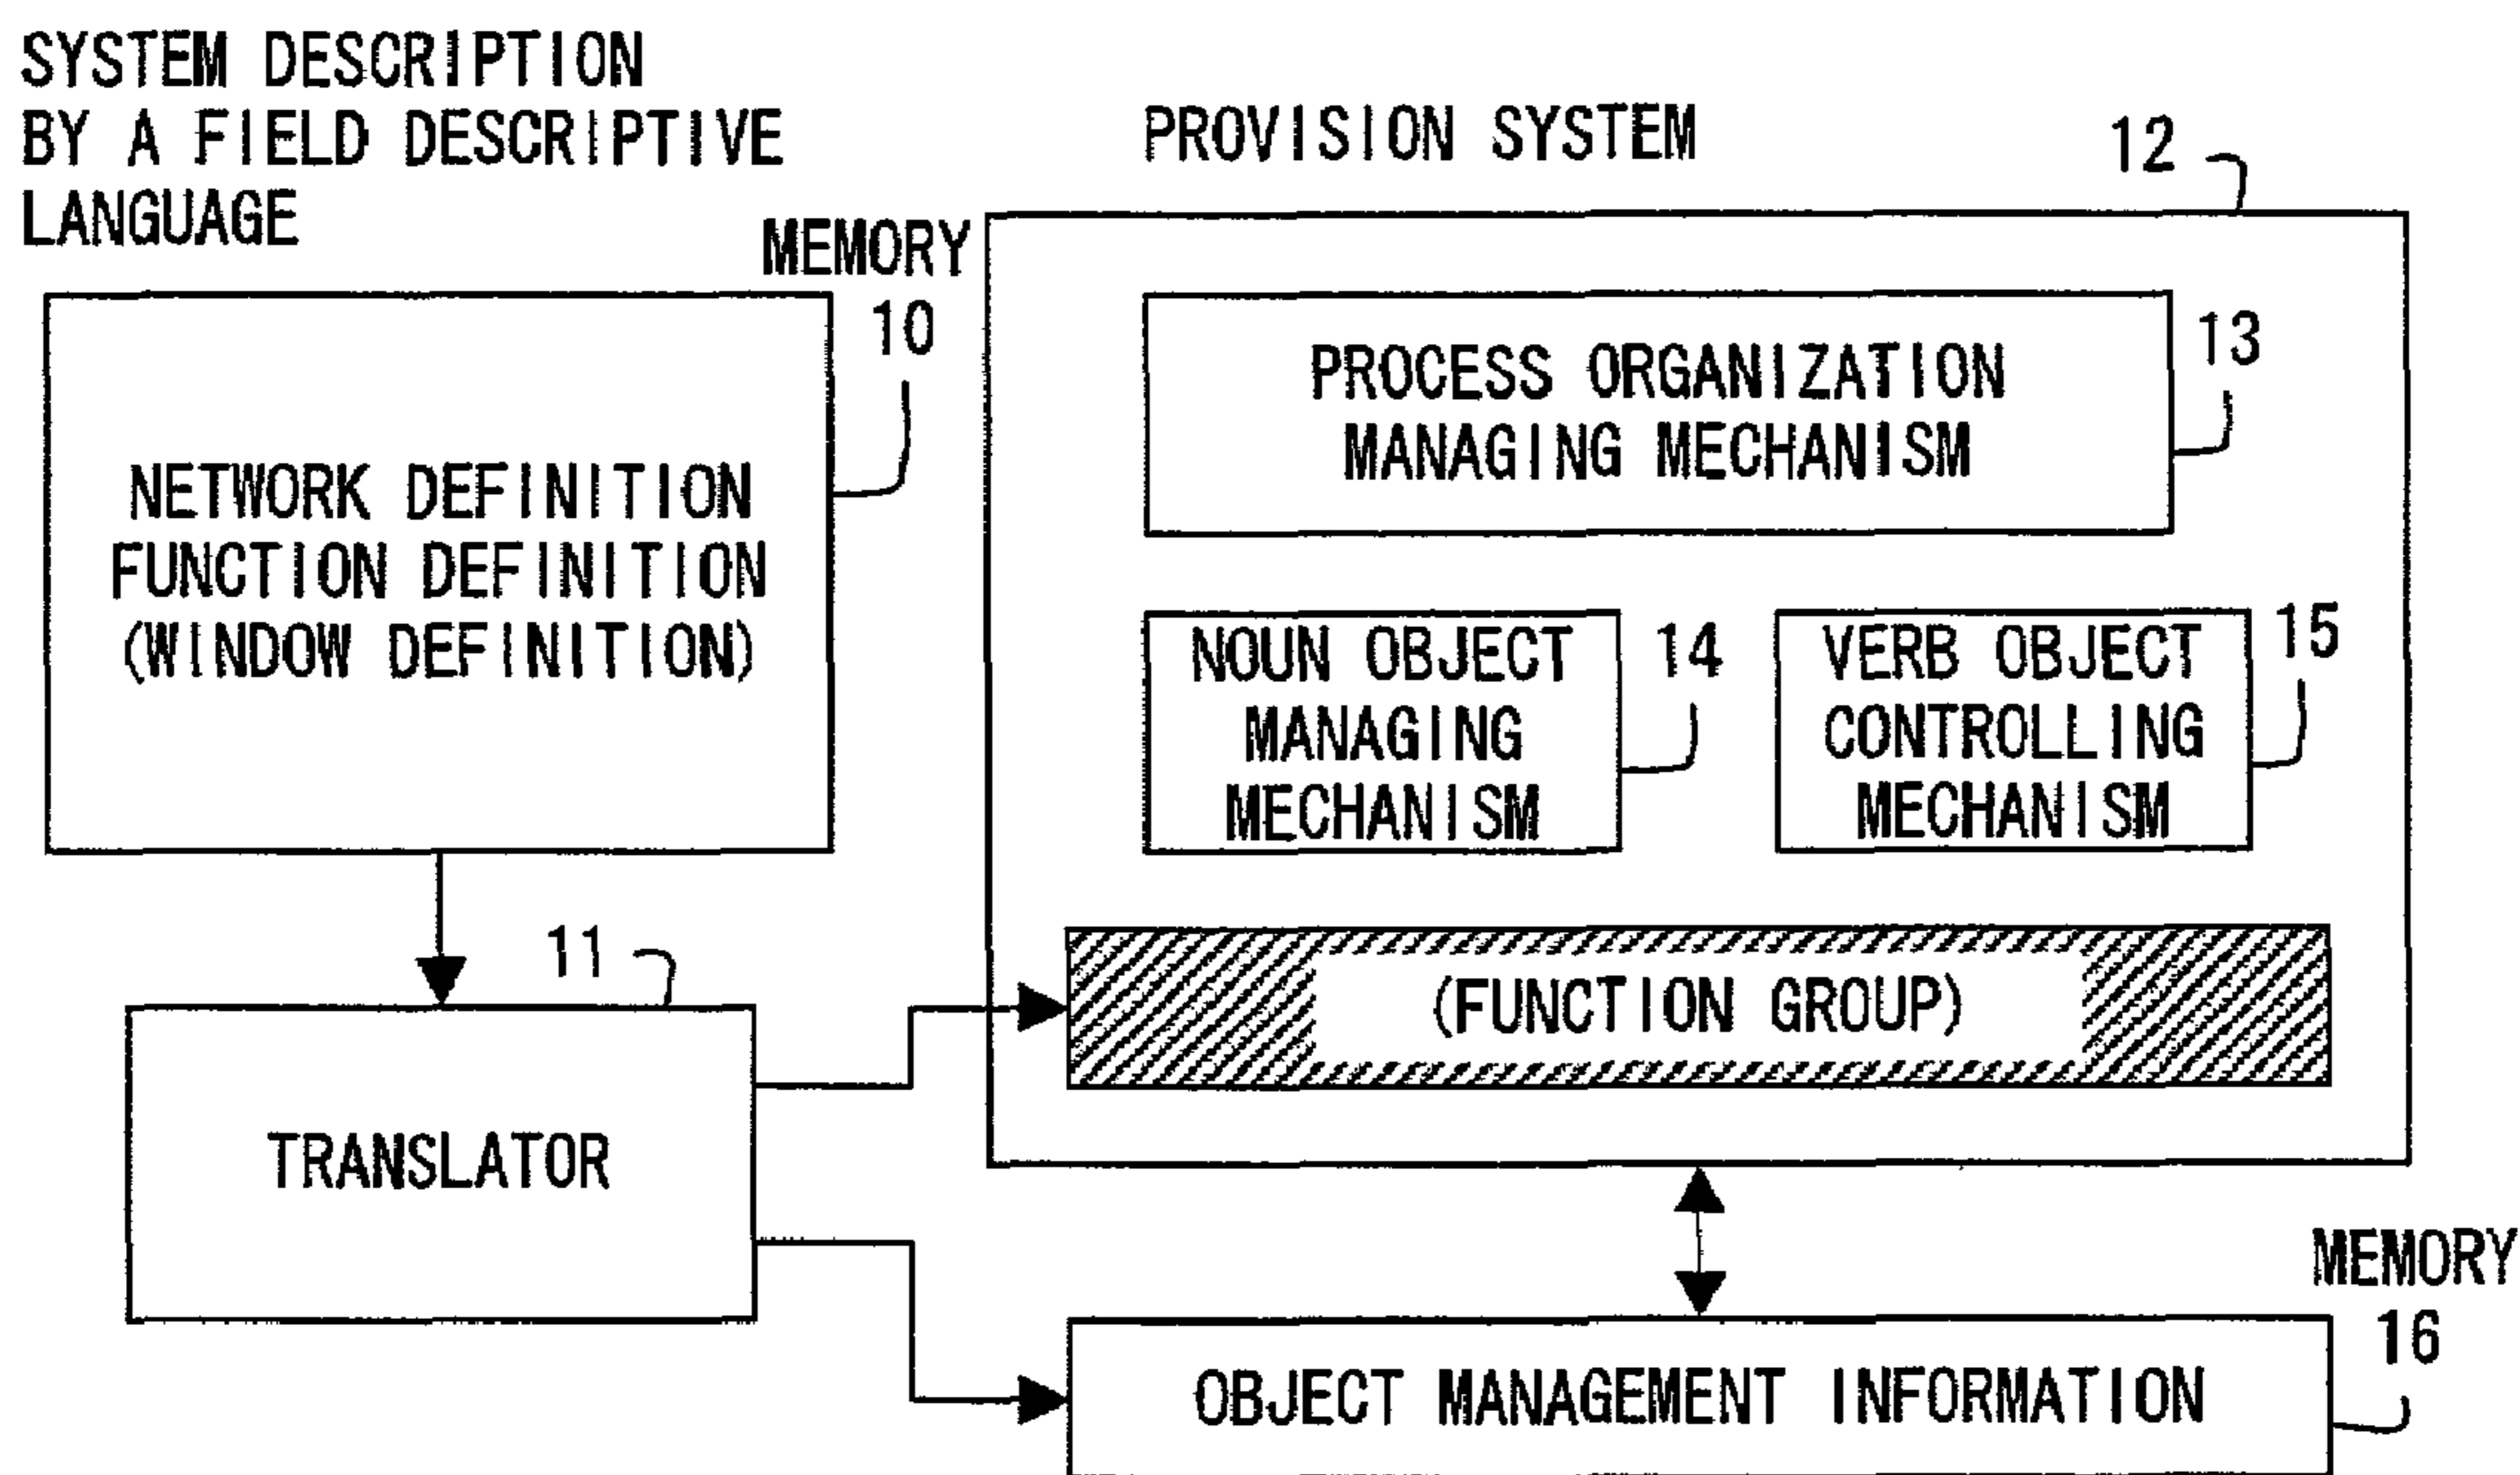 SYSTEM DESCRIPTION
BY A FIELD DESCRIPTIVE
LANGUAGE
MEMORY
10
NETWORK DEFINITION
FUNCTION DEFINITION
(WINDOW DEFINITION)
11
TRANSLATOR
PROVISION SYSTEM
12
PROCESS ORGANIZATION
MANAGING MECHANISM
13
NOUN OBJECT
MANAGING
MECHANISM
14
VERB OBJECT
CONTROLLING
MECHANISM
15
(FUNCTION GROUP)
MEMORY
16
OBJECT MANAGEMENT INFORMATION